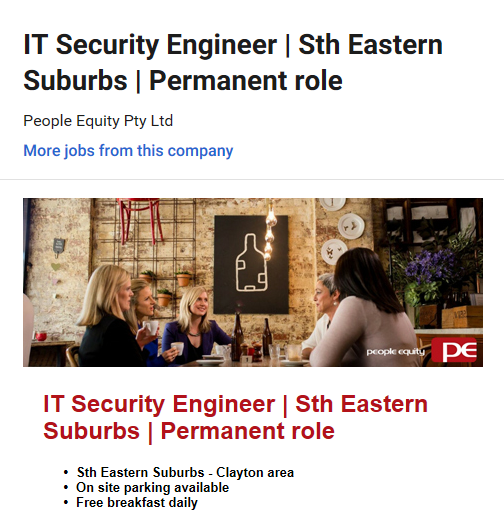 IT Security Engineer | Sth Eastern
Suburbs | Permanent role
People Equity Pty Ltd
More jobs from this company
people equity PE
IT Security Engineer | Sth Eastern
Suburbs | Permanent role
• Sth Eastern Suburbs - Clayton area
• On site parking available
• Free breakfast daily